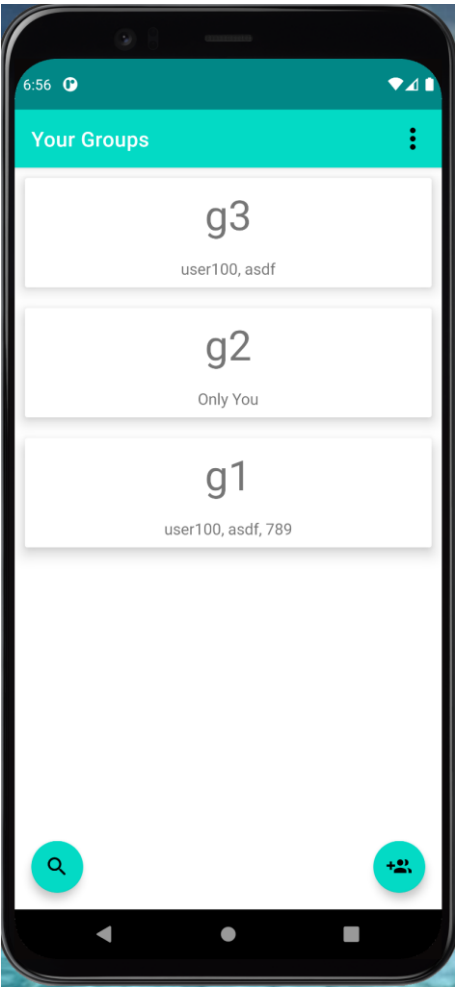 6:56
Your Groups
g3
user100, asdf
g2
Only You
g1
user100, asdf, 789